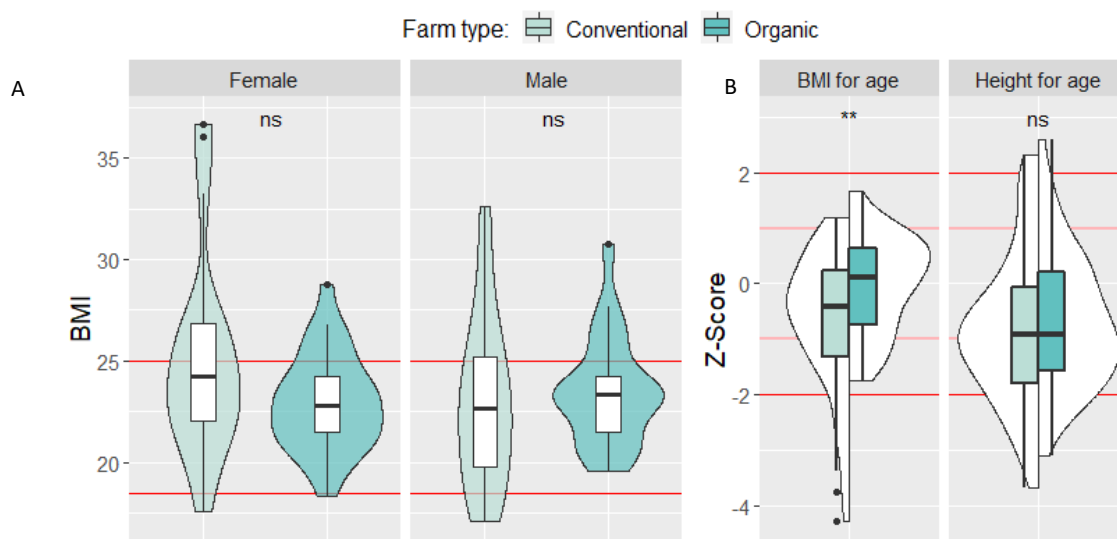 Farm type: Conventional Organic
A
Female
Male
ns
ns
BMI
35
30
25
20
B
BMI for age
Height for age
**
ns
Z-Score
2
0
-2
-4